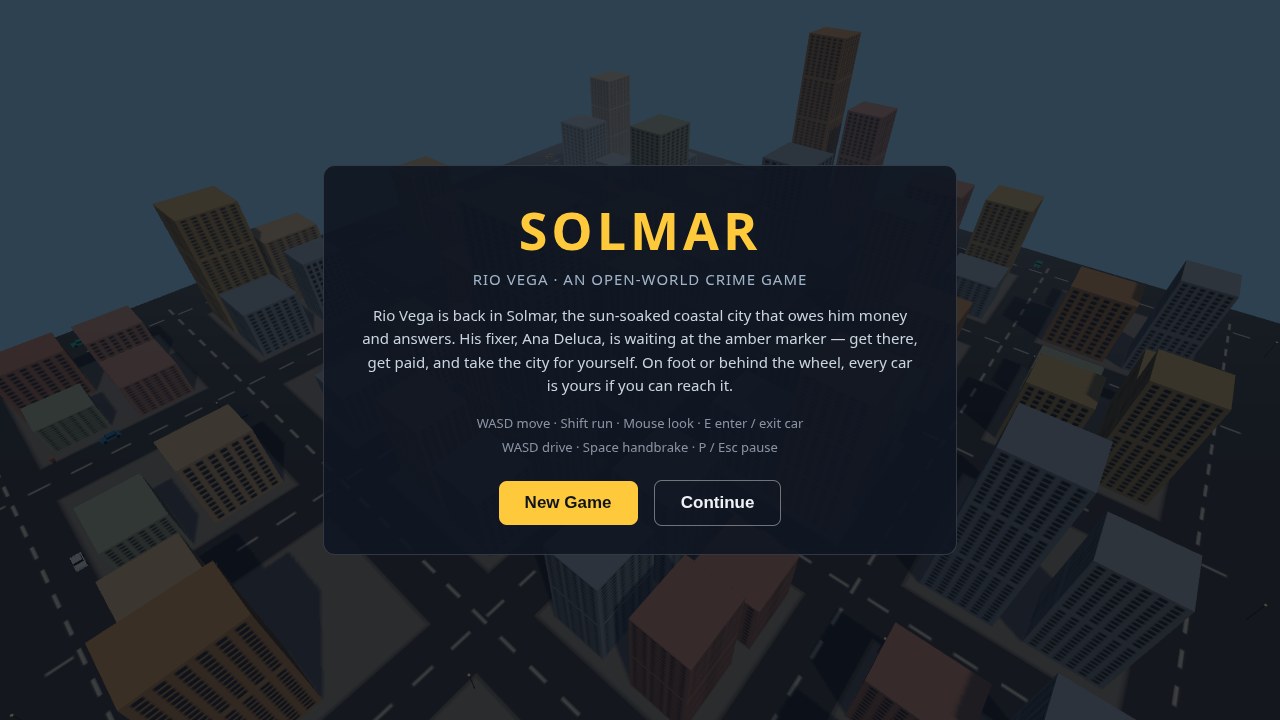 SOLMAR
RIO VEGA · AN OPEN-WORLD CRIME GAME
Rio Vega is back in Solmar, the sun-soaked coastal city that owes him money
and answers. His fixer, Ana Deluca, is waiting at the amber marker — get there,
get paid, and take the city for yourself. On foot or behind the wheel, every car
is yours if you can reach it.
WASD move · Shift run · Mouse look · E enter / exit car
WASD drive · Space handbrake · P / Esc pause
New Game
Continue